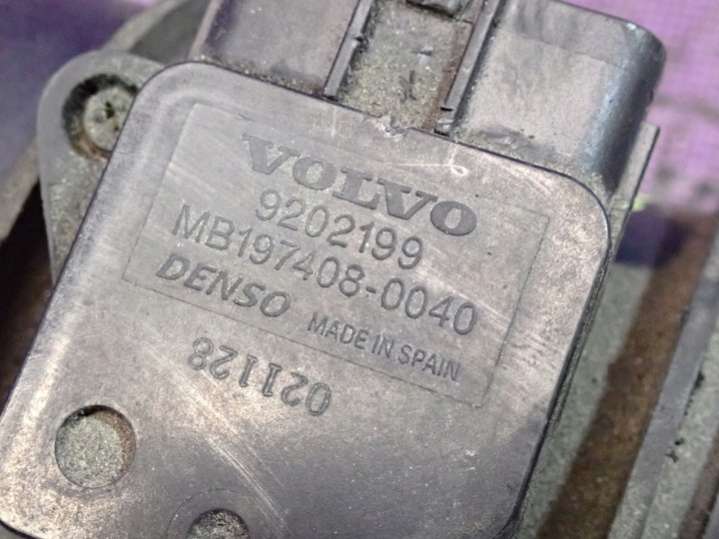 VOLVO
9202199
MB197408-0040
DENSO MADE IN SPAIN
021128